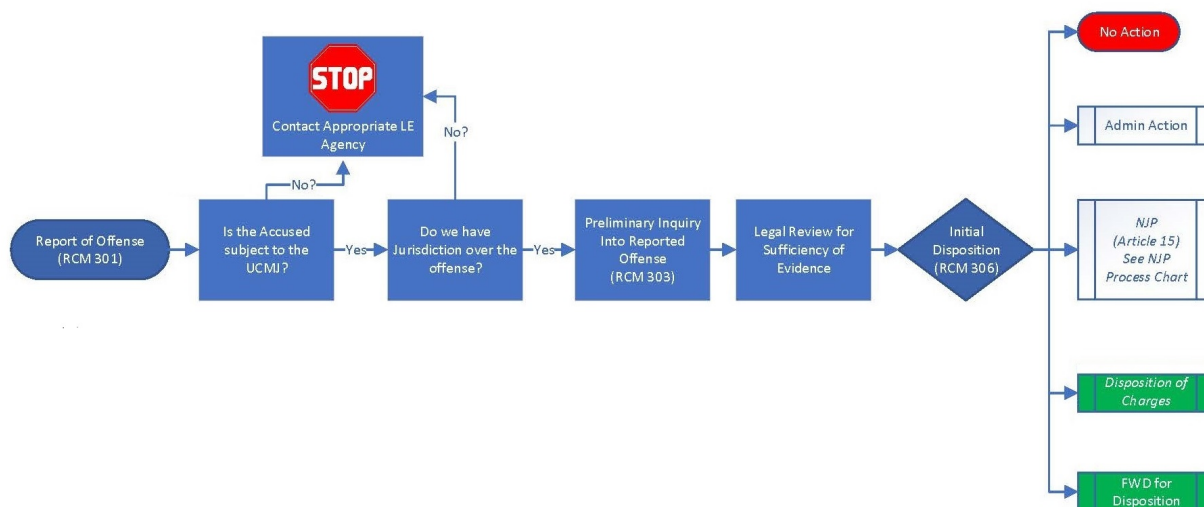 STOP
Contact Appropriate LE
Agency
No?
No?
Report of Offense
(RCM 301)
Is the Accused
subject to the
UCMJ?
Yes
Do we have
Jurisdiction over the
offense?
Yes
Preliminary Inquiry
Into Reported
Offense
(RCM 303)
Legal Review for
Sufficiency of
Evidence
Initial
Disposition
(RCM 306)
No Action
Admin Action
NJP
(Article 15)
See NJP
Process Chart
Disposition of
Charges
FWD for
Disposition